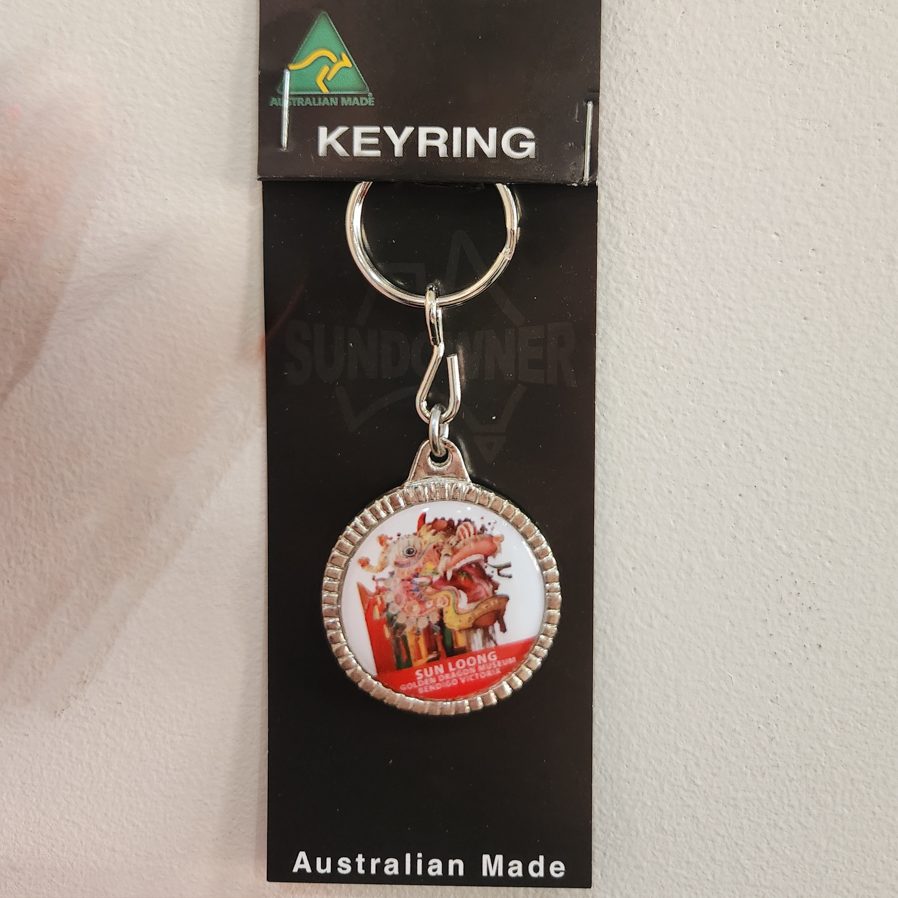 AUSTRALIAN MADE
KEYRING
SUNDOWNER
SUN LOONG
GOLDEN DRAGON MUSEUM
BENDIGO VICTORIA
Australian Made